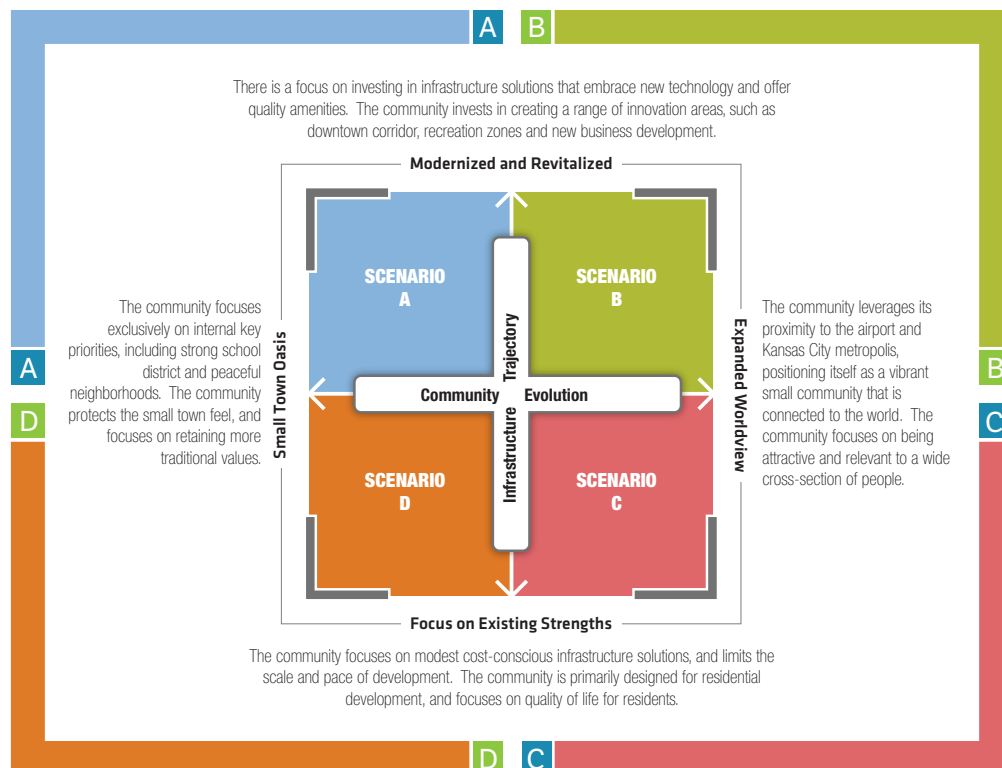 A B
There is a focus on investing in infrastructure solutions that embrace new technology and offer
quality amenities. The community invests in creating a range of innovation areas, such as
downtown corridor, recreation zones and new business development.
Modernized and Revitalized
SCENARIO
A
SCENARIO
B
The community focuses
exclusively on internal key
priorities, including strong school
district and peaceful
neighborhoods. The community
protects the small town feel, and
focuses on retaining more
traditional values.
A
D
Small Town Oasis
Community Evolution
Infrastructure Trajectory
Expanded Worldview
The community leverages its
proximity to the airport and
Kansas City metropolis,
positioning itself as a vibrant
small community that is
connected to the world. The
community focuses on being
attractive and relevant to a wide
cross-section of people.
B
C
SCENARIO
D
SCENARIO
C
Focus on Existing Strengths
The community focuses on modest cost-conscious infrastructure solutions, and limits the
scale and pace of development. The community is primarily designed for residential
development, and focuses on quality of life for residents.
D C